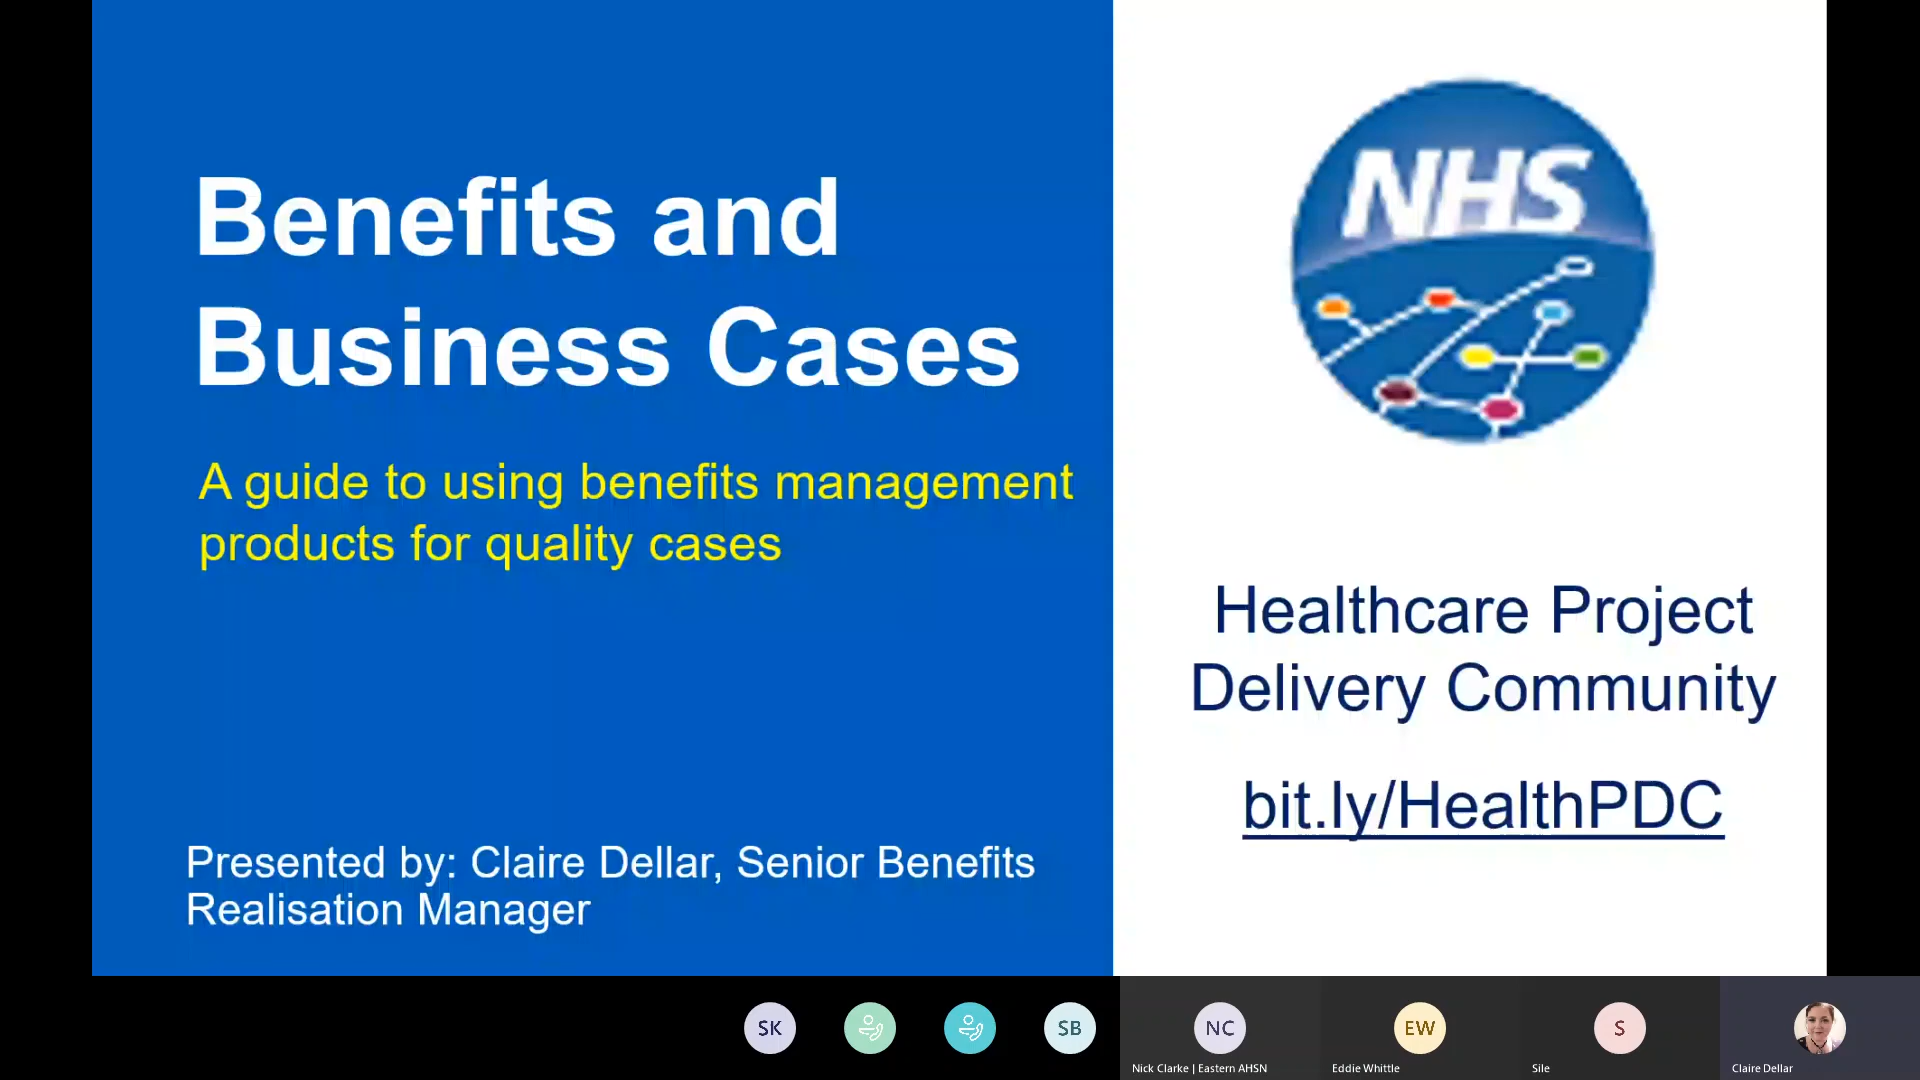 Benefits and
Business Cases
A guide to using benefits management
products for quality cases
Presented by: Claire Dellar, Senior Benefits
Realisation Manager
NHS
Healthcare Project
Delivery Community
bit.ly/HealthPDC
SK
SB
NC
EW
S
Nick Clarke | Eastern AHSN
Eddie Whittle
Sile
Claire Dellar